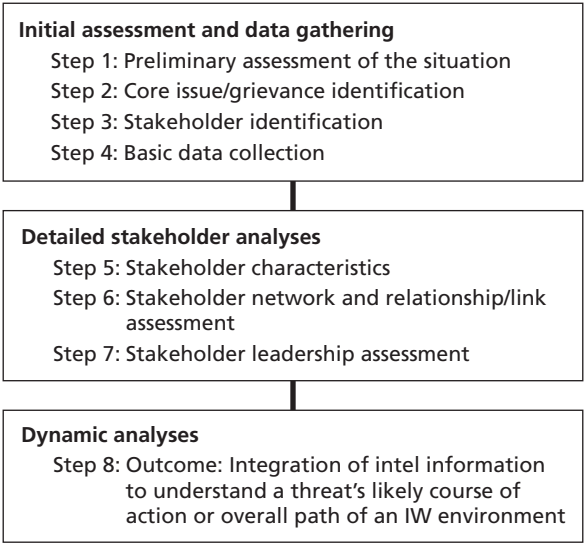 Initial assessment and data gathering
Step 1: Preliminary assessment of the situation
Step 2: Core issue/grievance identification
Step 3: Stakeholder identification
Step 4: Basic data collection
Detailed stakeholder analyses
Step 5: Stakeholder characteristics
Step 6: Stakeholder network and relationship/link
assessment
Step 7: Stakeholder leadership assessment
Dynamic analyses
Step 8: Outcome: Integration of intel information
to understand a threat's likely course of
action or overall path of an IW environment